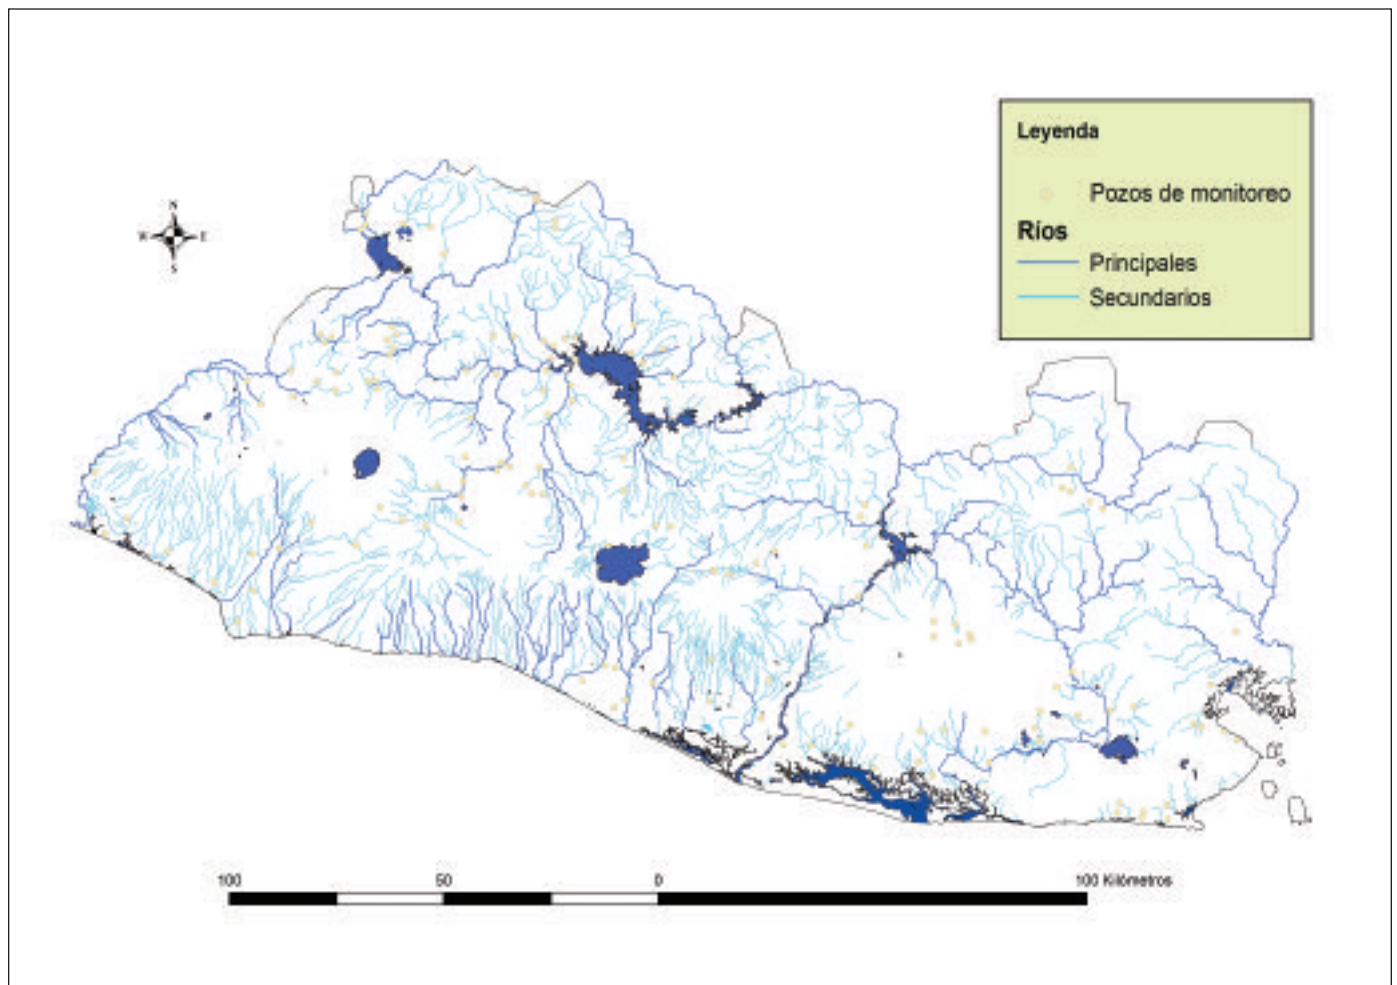 Leyenda
Pozos de monitoreo
Ríos
Principales
Secundarios
N
W E
S
100 50 0 100 Kilómetros